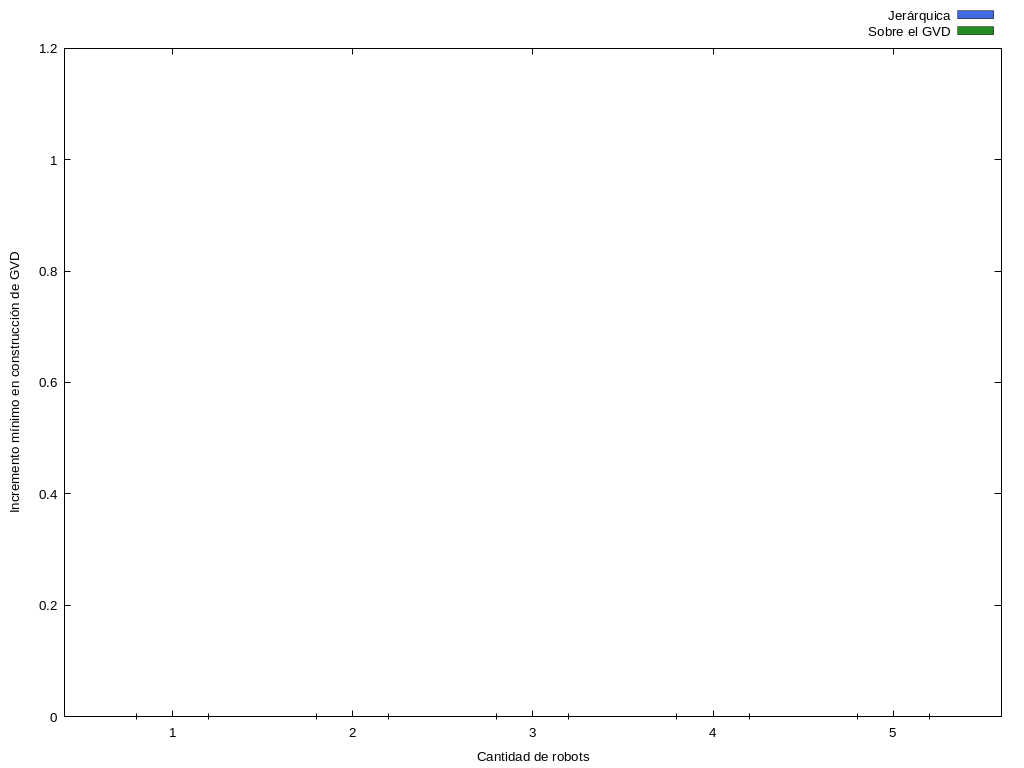 Jerárquica
Sobre el GVD
1.2
1
0.8
0.6
0.4
0.2
0
Incremento mínimo en construcción de GVD
1 2 3 4 5
Cantidad de robots